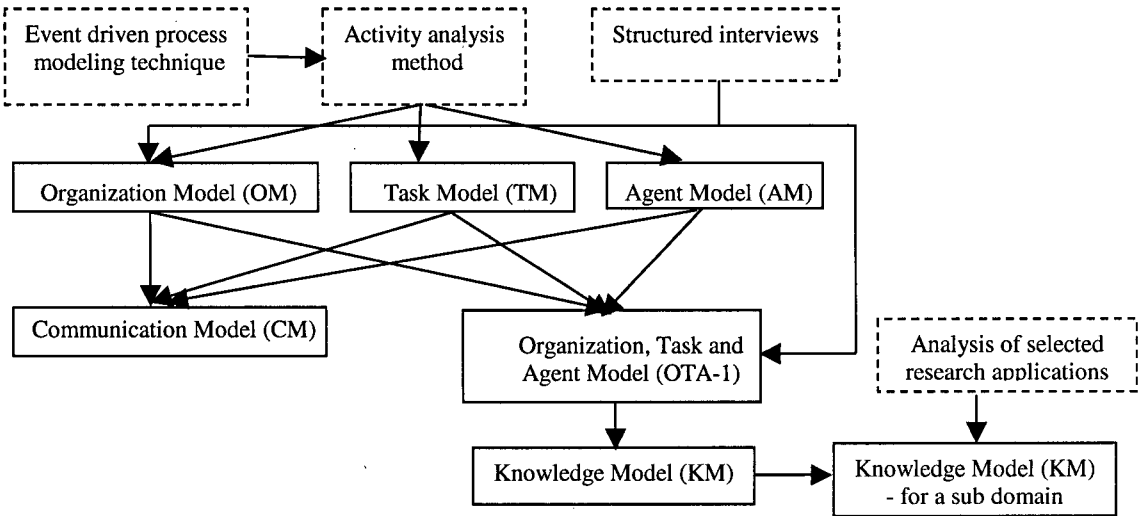 Event driven process
modeling technique
Activity analysis
method
Structured interviews
Organization Model (OM)
Task Model (TM)
Agent Model (AM)
Communication Model (CM)
Organization, Task and
Agent Model (OTA-1)
Analysis of selected
research applications
Knowledge Model (KM)
Knowledge Model (KM)
- for a sub domain